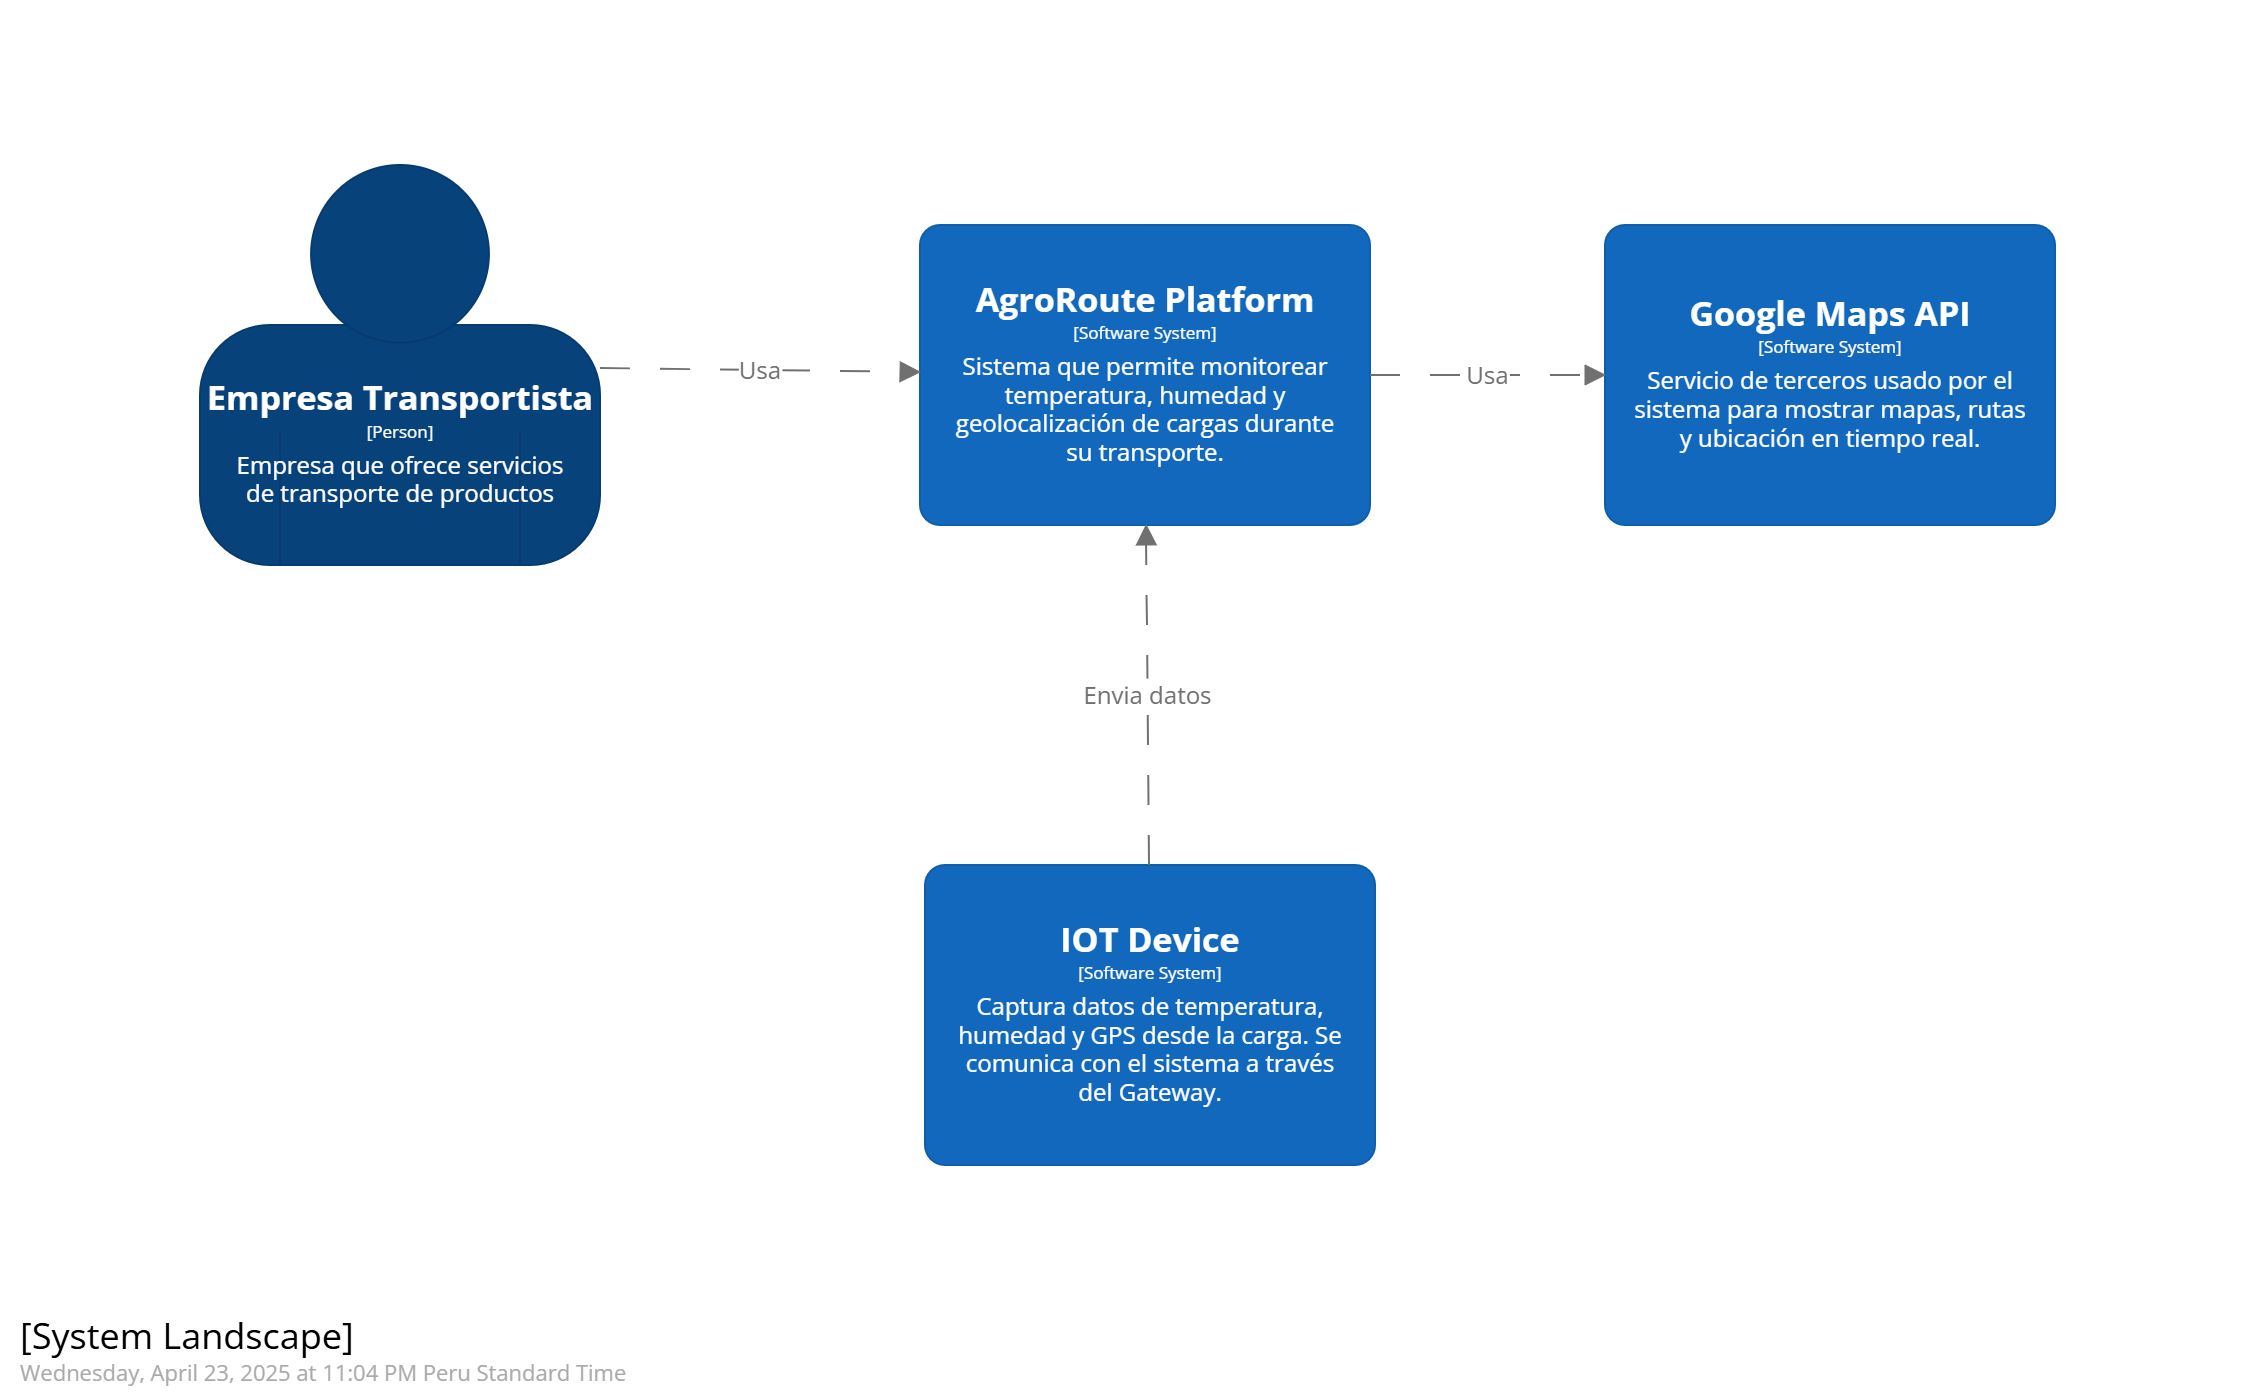 Empresa Transportista
[Person]
Empresa que ofrece servicios
de transporte de productos
Usa
AgroRoute Platform
[Software System]
Sistema que permite monitorear
temperatura, humedad y
geolocalización de cargas durante
su transporte.
Usa
Google Maps API
[Software System]
Servicio de terceros usado por el
sistema para mostrar mapas, rutas
y ubicación en tiempo real.
Envia datos
IOT Device
[Software System]
Captura datos de temperatura,
humedad y GPS desde la carga. Se
comunica con el sistema a través
del Gateway.
[System Landscape]
Wednesday, April 23, 2025 at 11:04 PM Peru Standard Time